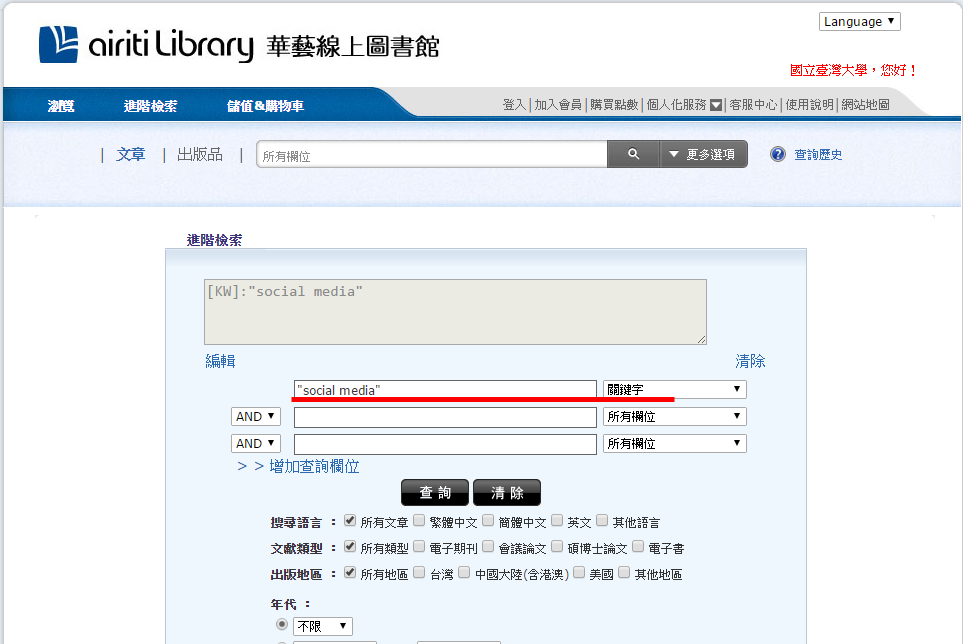 Language ▼
airiti Library 華藝線上圖書館
國立臺灣大學，您好！
瀏覽 進階檢索 儲值&購物車
登入 | 加入會員 | 購買點數 | 個人化服務 | 客服中心 | 使用說明 | 網站地圖
| 文章 | 出版品 | 所有欄位 ▼ 更多選項 ? 查詢歷史
進階檢索
[KW]:"social media"
編輯 清除
"social media" 關鍵字 ▼
AND ▼ 所有欄位 ▼
AND ▼ 所有欄位 ▼
＞＞增加查詢欄位
查 詢 清 除
搜尋語言 ： 所有文章 繁體中文 簡體中文 英文 其他語言
文獻類型 ： 所有類型 電子期刊 會議論文 碩博士論文 電子書
出版地區 ： 所有地區 台灣 中國大陸(含港澳) 美國 其他地區
年代 ：
不限 ▼